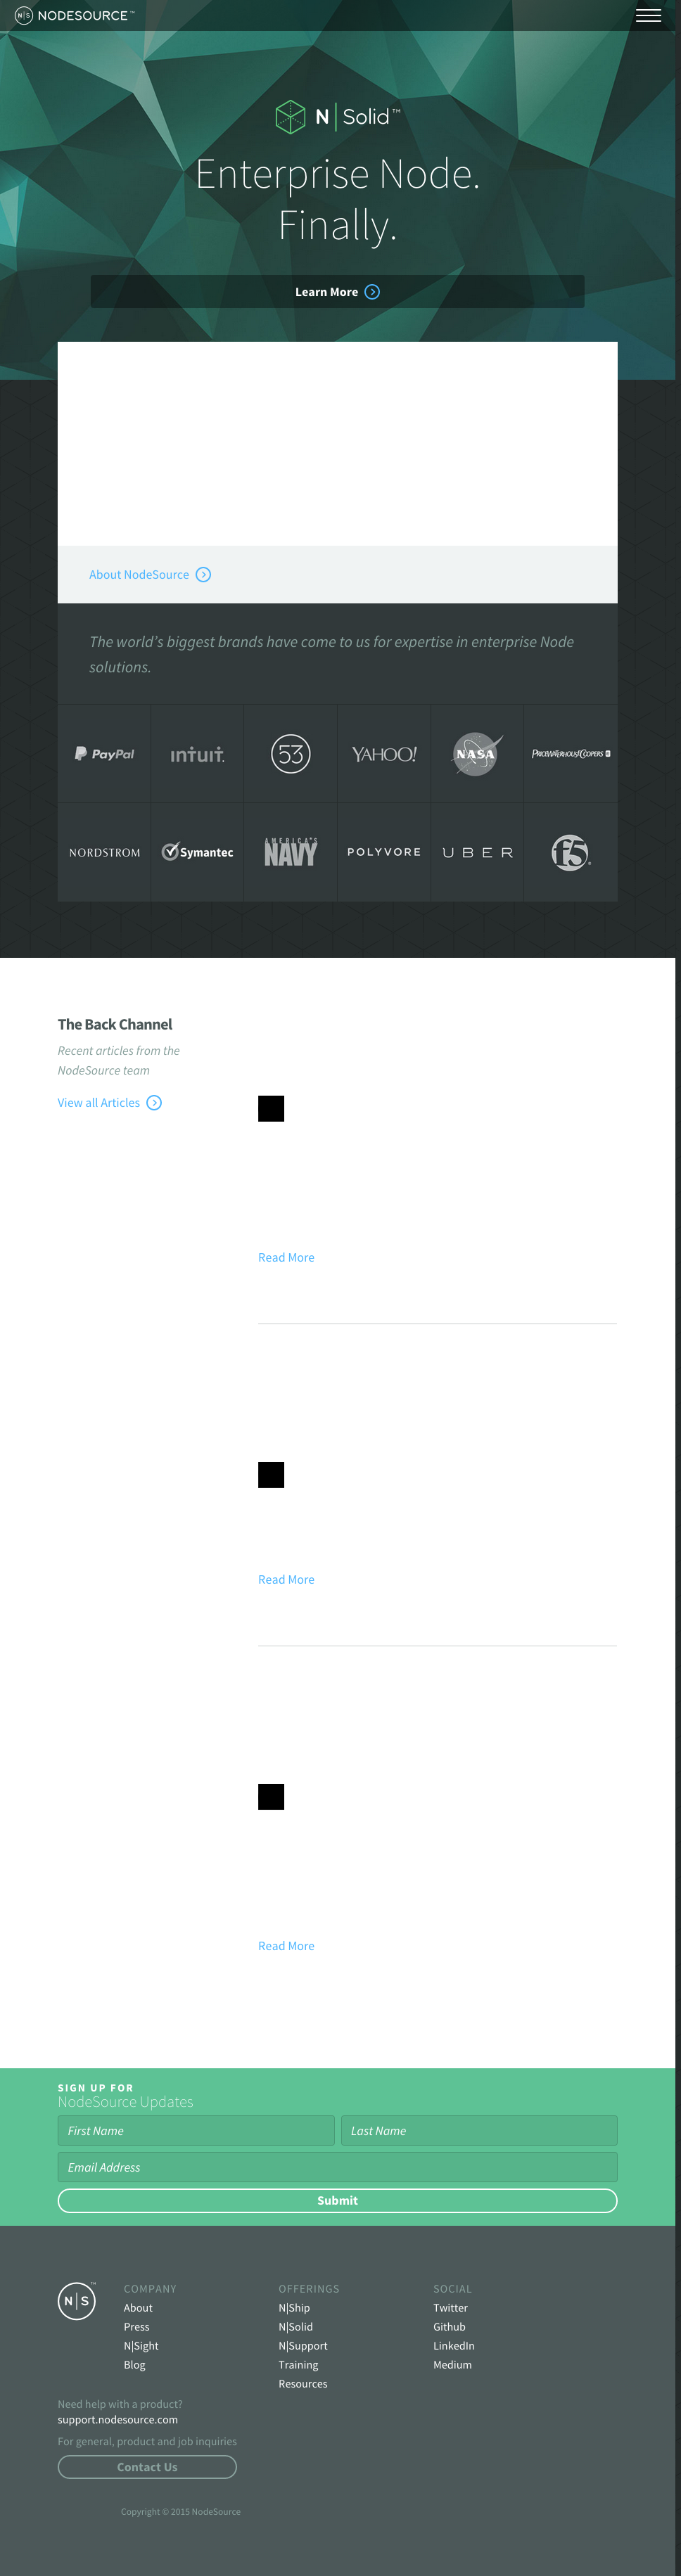 N|S NODESOURCE™
N|Solid™
Enterprise Node.
Finally.
Learn More
About NodeSource
The world's biggest brands have come to us for expertise in enterprise Node
solutions.
PayPal intuit. 53 YAHOO! NASA PRICEWATERHOUSECOOPERS
NORDSTROM Symantec AMERICA'S NAVY POLYVORE UBER f5®
The Back Channel
Recent articles from the
NodeSource team
View all Articles
Read More
Read More
Read More
SIGN UP FOR
NodeSource Updates
First Name Last Name
Email Address
Submit
N|S™
COMPANY
About
Press
N|Sight
Blog
OFFERINGS
N|Ship
N|Solid
N|Support
Training
Resources
SOCIAL
Twitter
Github
LinkedIn
Medium
Need help with a product?
support.nodesource.com
For general, product and job inquiries
Contact Us
Copyright © 2015 NodeSource